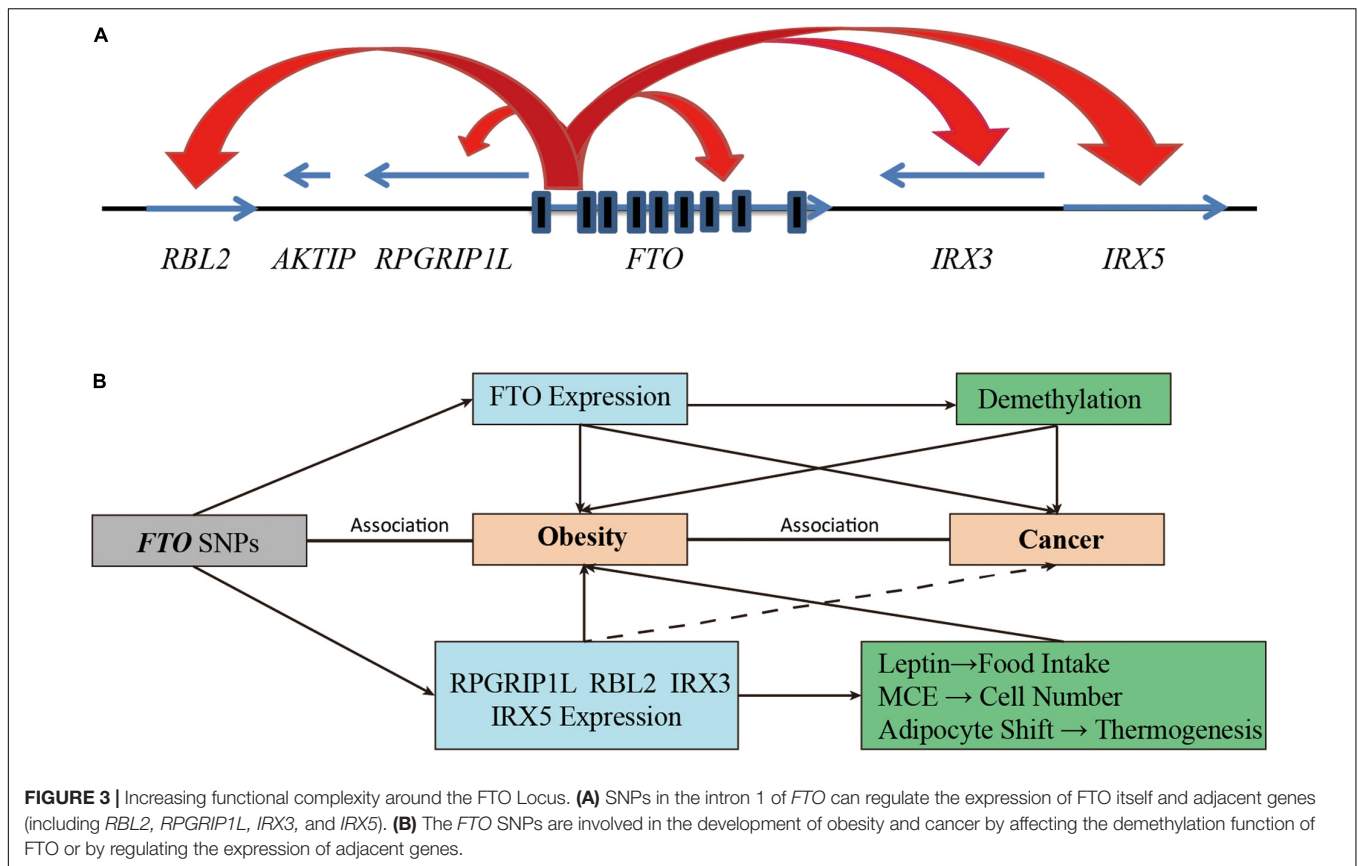 A
RBL2 AKTIP RPGRIP1L FTO IRX3 IRX5
B
FTO Expression
Demethylation
FTO SNPs
Association
Obesity
Association
Cancer
RPGRIP1L RBL2 IRX3
IRX5 Expression
Leptin→Food Intake
MCE → Cell Number
Adipocyte Shift → Thermogenesis
FIGURE 3 | Increasing functional complexity around the FTO Locus. (A) SNPs in the intron 1 of FTO can regulate the expression of FTO itself and adjacent genes
(including RBL2, RPGRIP1L, IRX3, and IRX5). (B) The FTO SNPs are involved in the development of obesity and cancer by affecting the demethylation function of
FTO or by regulating the expression of adjacent genes.